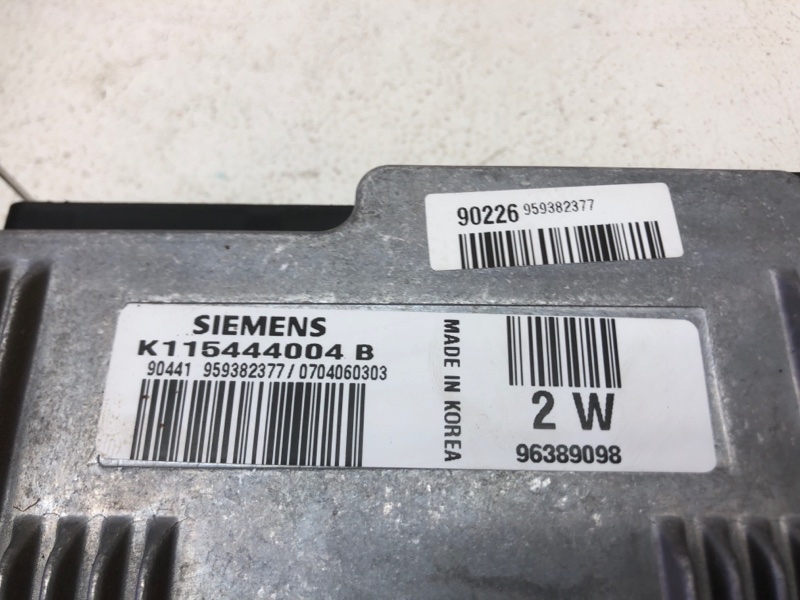 90226 959382377
SIEMENS
K115444004 B
90441 959382377/0704060303
MADE IN KOREA
2 W
96389098